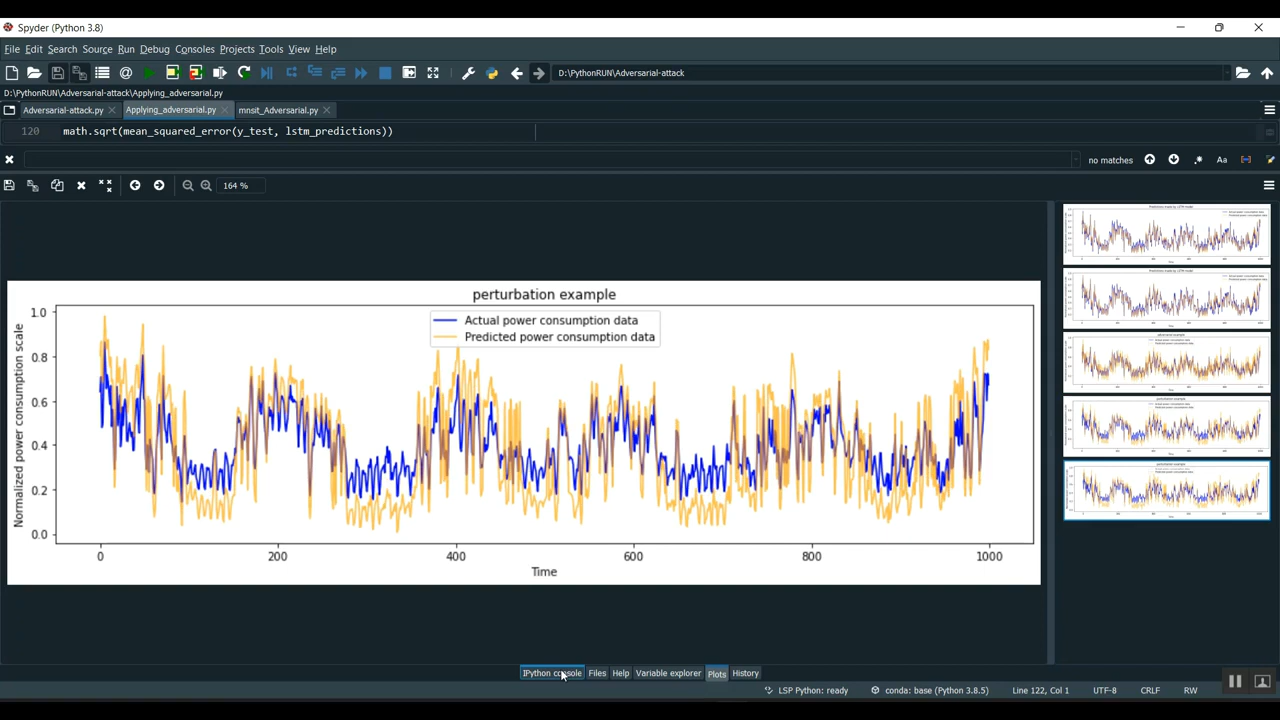 Spyder (Python 3.8)
File Edit Search Source Run Debug Consoles Projects Tools View Help
D:\PythonRUN\Adversarial-attack
D:\PythonRUN\Adversarial-attack\Applying_adversarial.py
Adversarial-attack.py Applying_adversarial.py mnsit_Adversarial.py
120 math.sqrt(mean_squared_error(y_test, lstm_predictions))
no matches Aa
164 %
perturbation example
Actual power consumption data
Predicted power consumption data
Normalized power consumption scale
1.0
0.8
0.6
0.4
0.2
0.0
0 200 400 600 800 1000
Time
IPython console Files Help Variable explorer Plots History
LSP Python: ready conda: base (Python 3.8.5) Line 122, Col 1 UTF-8 CRLF RW